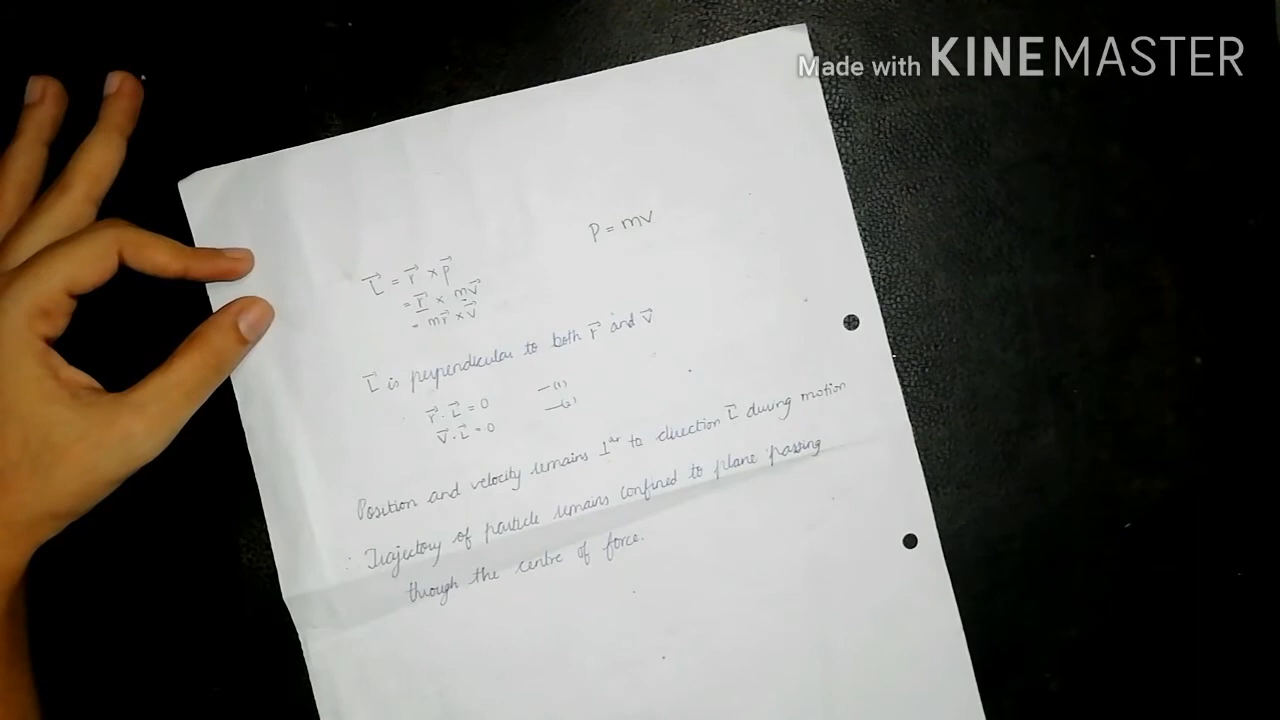 Made with KINEMASTER
P = mv
L⃗ = r⃗ × p⃗
= r⃗ × mv⃗
= mr⃗ × v⃗
L⃗ is perpendicular to both r⃗ and v⃗
r⃗ . L⃗ = 0 —(1)
v⃗ . L⃗ = 0 —(2)
Position and velocity remains ⊥ar to direction L⃗ during motion
∴ Trajectory of particle remains confined to plane passing
through the centre of force.